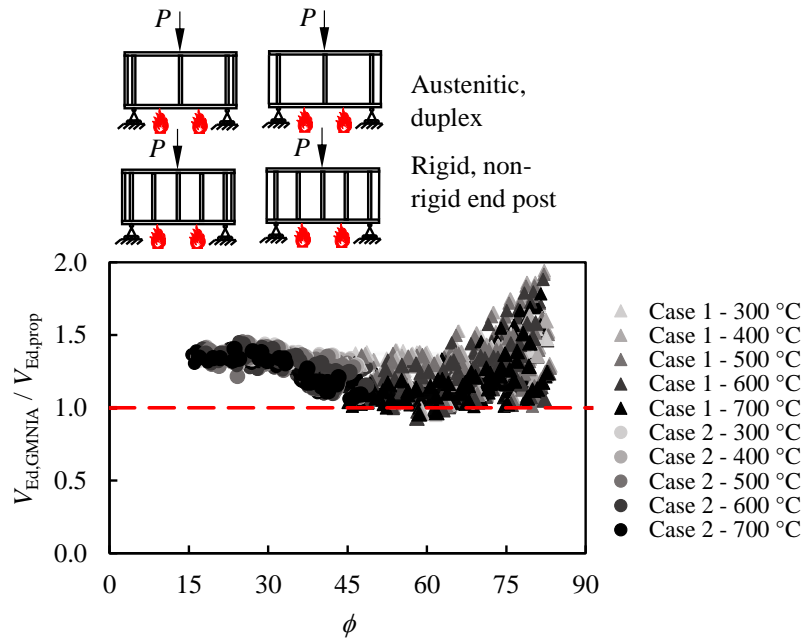 P
P
Austenitic,
duplex
P
P
Rigid, non-
rigid end post
2.0
1.5
1.0
0.5
0.0
V_Ed,GMNIA / V_Ed,prop
0
15
30
45
60
75
90
ϕ
Case 1 - 300 °C
Case 1 - 400 °C
Case 1 - 500 °C
Case 1 - 600 °C
Case 1 - 700 °C
Case 2 - 300 °C
Case 2 - 400 °C
Case 2 - 500 °C
Case 2 - 600 °C
Case 2 - 700 °C